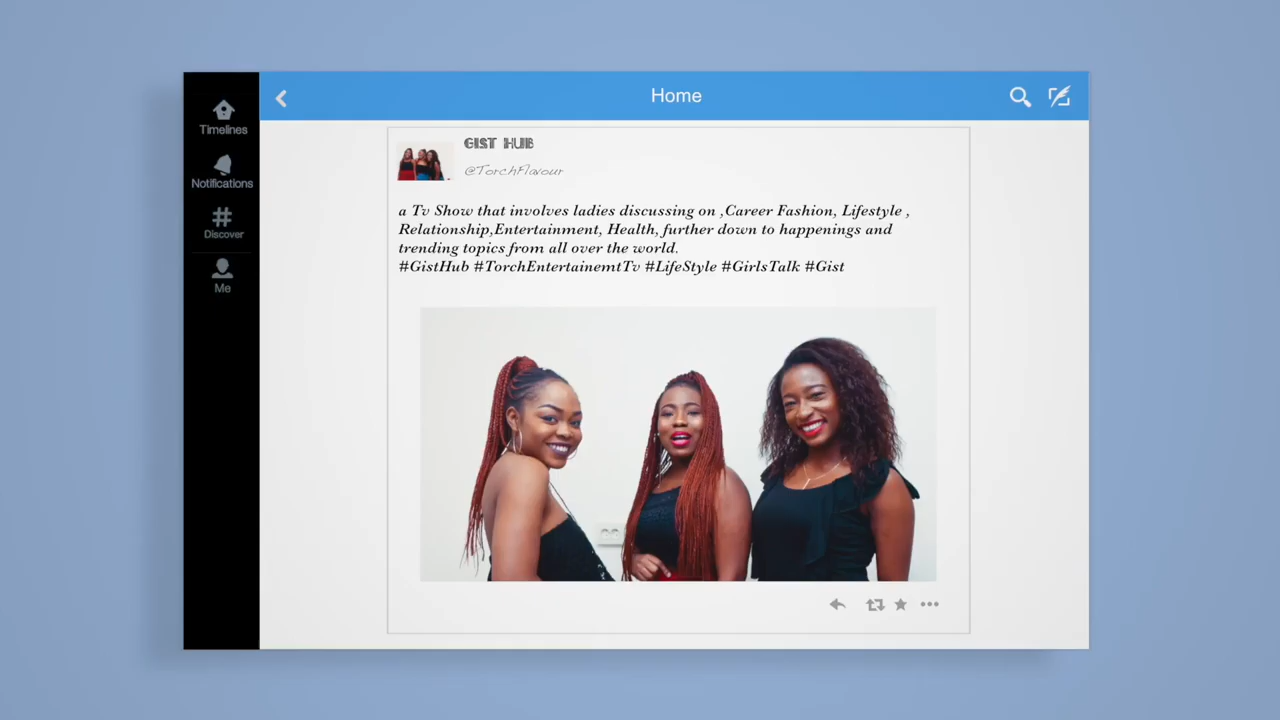 Home
Timelines
Notifications
Discover
Me
GIST HUB
@TorchFlavour
a Tv Show that involves ladies discussing on ,Career Fashion, Lifestyle ,
Relationship,Entertainment, Health, further down to happenings and
trending topics from all over the world.
#GistHub #TorchEntertainemtTv #LifeStyle #GirlsTalk #Gist